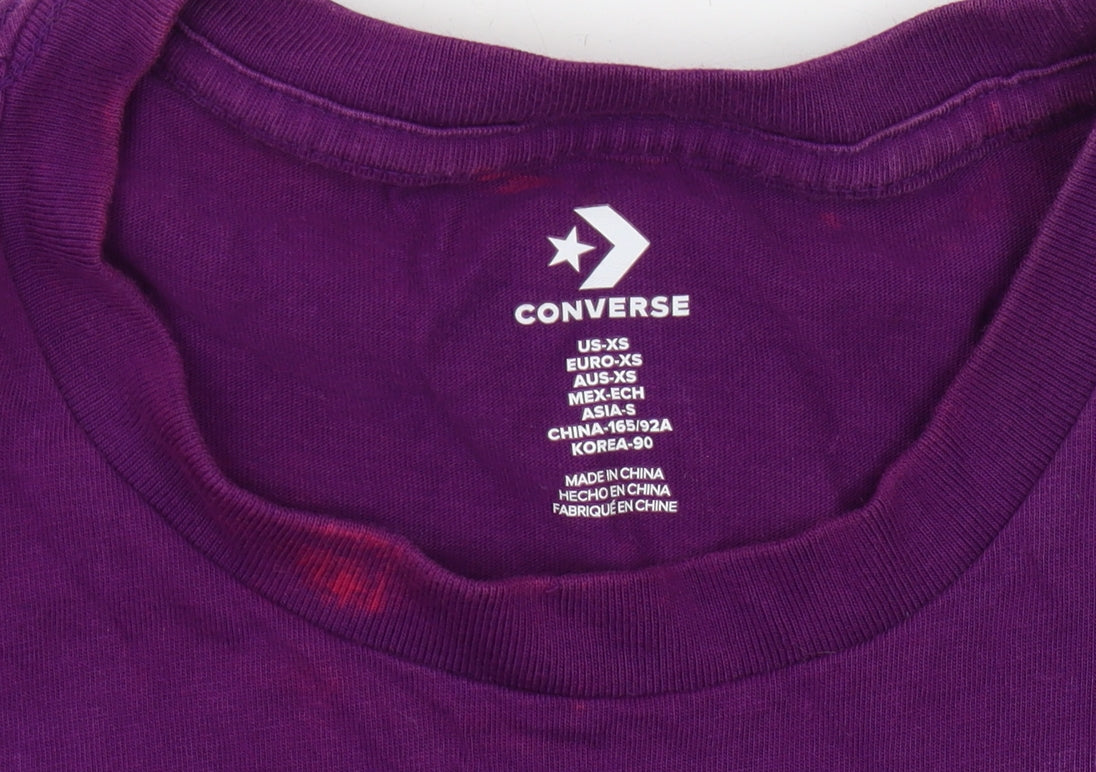 CONVERSE
US-XS
EURO-XS
AUS-XS
MEX-ECH
ASIA-S
CHINA-165/92A
KOREA-90
MADE IN CHINA
HECHO EN CHINA
FABRIQUÉ EN CHINE